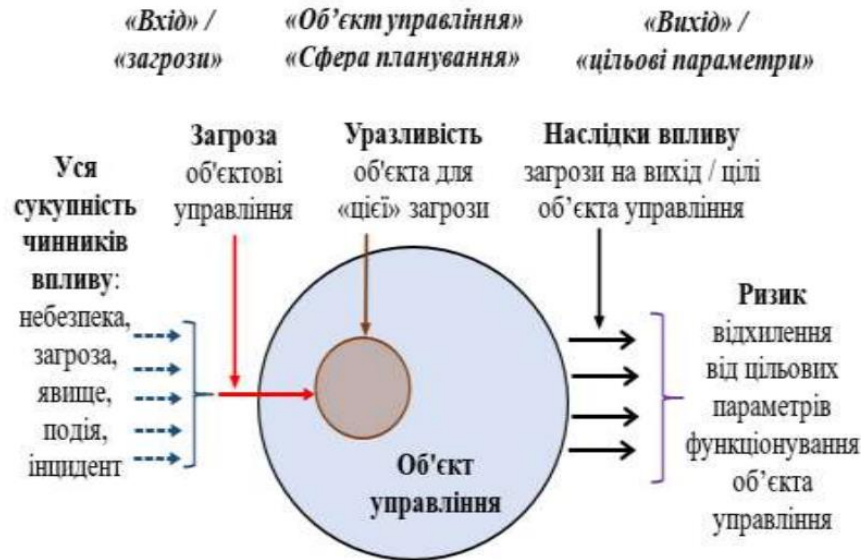 «Вхід» /
«загрози»
«Об’єкт управління»
«Сфера планування»
«Вихід» /
«цільові параметри»
Уся
сукупність
чинників
впливу:
небезпека,
загроза,
явище,
подія,
інцидент
Загроза
об'єктові
управління
Уразливість
об'єкта для
«цієї» загрози
Наслідки впливу
загрози на вихід / цілі
об’єкта управління
Об'єкт
управління
Ризик
відхилення
від цільових
параметрів
функціонування
об’єкта
управління